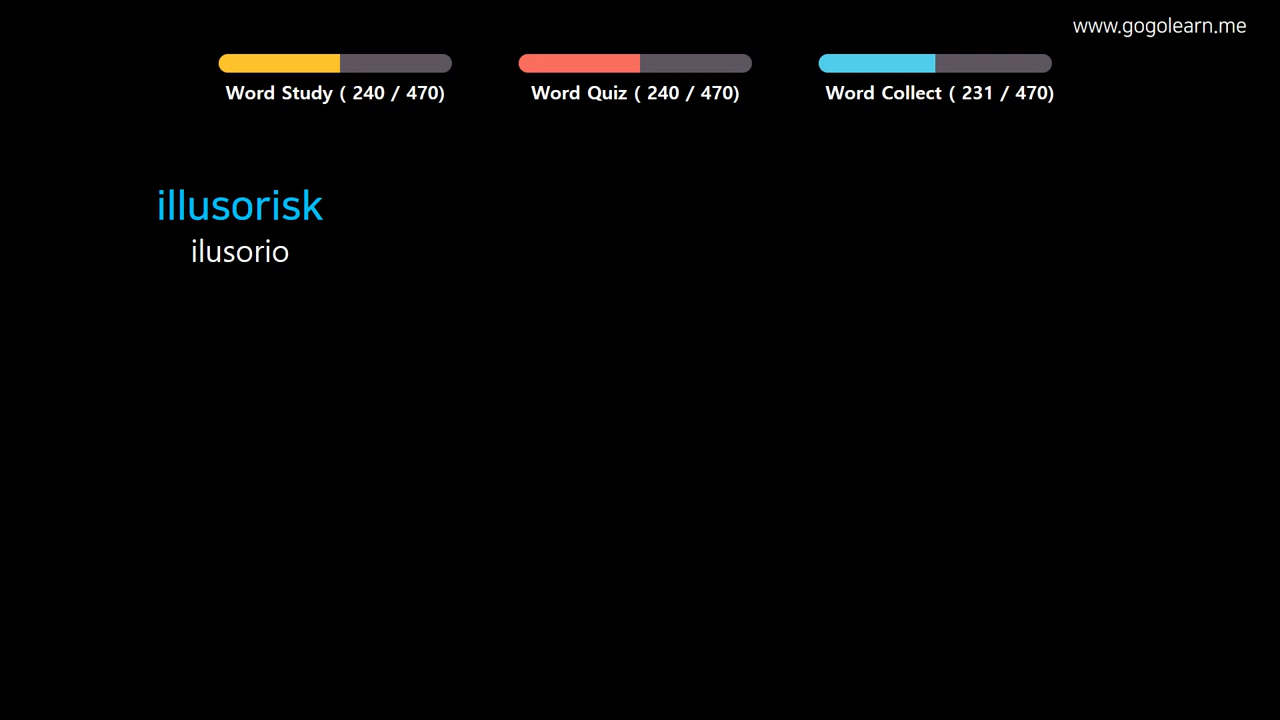 www.gogolearn.me
Word Study ( 240 / 470)
Word Quiz ( 240 / 470)
Word Collect ( 231 / 470)
illusorisk
ilusorio